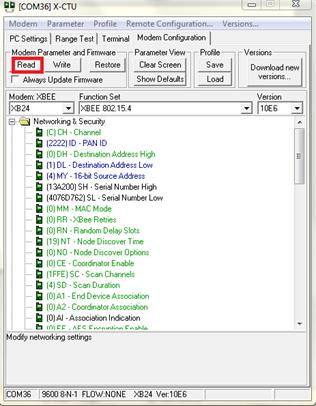 [COM36] X-CTU
Modem Parameter Profile Remote Configuration... Versions...
PC Settings Range Test Terminal Modem Configuration
Modem Parameter and Firmware Parameter View Profile Versions
Read Write Restore Clear Screen Save Download new versions...
Always Update Firmware Show Defaults Load
Modem: XBEE Function Set Version
XB24 XBEE 802.15.4 10E6
Networking & Security
(C) CH - Channel
(2222) ID - PAN ID
(0) DH - Destination Address High
(1) DL - Destination Address Low
(4) MY - 16-bit Source Address
(13A200) SH - Serial Number High
(4076D762) SL - Serial Number Low
(0) MM - MAC Mode
(0) RR - XBee Retries
(0) RN - Random Delay Slots
(19) NT - Node Discover Time
(0) NO - Node Discover Options
(0) CE - Coordinator Enable
(1FFE) SC - Scan Channels
(4) SD - Scan Duration
(0) A1 - End Device Association
(0) A2 - Coordinator Association
(0) AI - Association Indication
(0) EE - AES Encryption Enable
Modify networking settings
COM36 9600 8-N-1 FLOW:NONE XB24 Ver:10E6